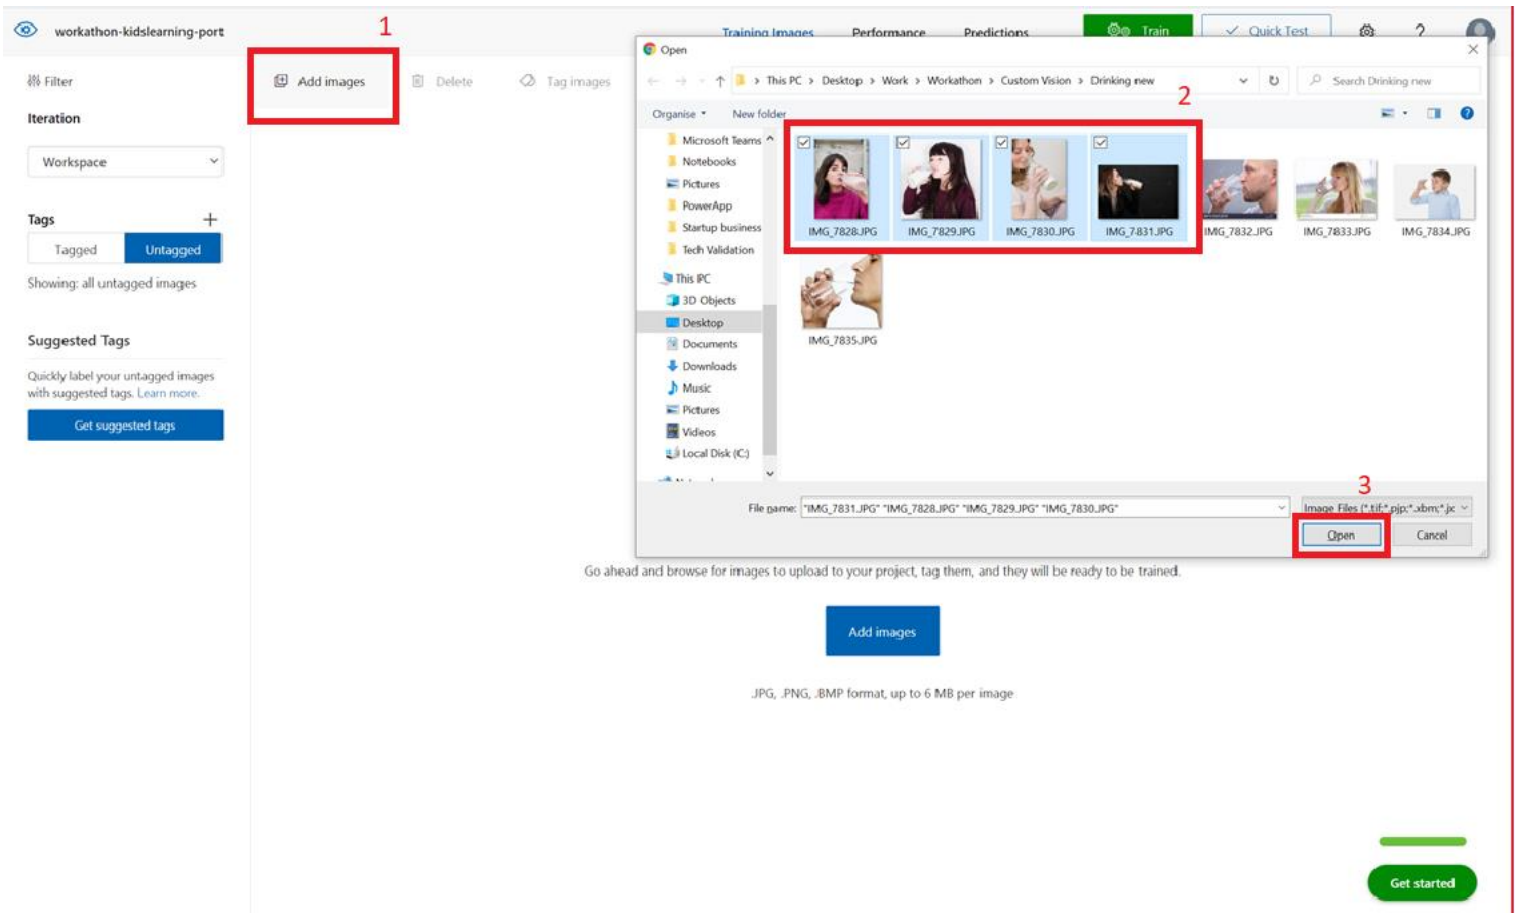 workathon-kidslearning-port
1
Training Images Performance Predictions Train Quick Test ?
Filter
Add images Delete Tag images
Iteration
Workspace
Tags +
Tagged Untagged
Showing: all untagged images
Suggested Tags
Quickly label your untagged images
with suggested tags. Learn more.
Get suggested tags
Open
This PC > Desktop > Work > Workathon > Custom Vision > Drinking new
Search Drinking new
2
Organise New folder
Microsoft Teams
Notebooks
Pictures
PowerApp
Startup business
Tech Validation
This PC
3D Objects
Desktop
Documents
Downloads
Music
Pictures
Videos
Local Disk (C:)
IMG_7828.JPG IMG_7829.JPG IMG_7830.JPG IMG_7831.JPG IMG_7832.JPG IMG_7833.JPG IMG_7834.JPG
IMG_7835.JPG
3
File name: "IMG_7831.JPG" "IMG_7828.JPG" "IMG_7829.JPG" "IMG_7830.JPG"
Image Files (*.tif;*.pjp;*.xbm;*.jx
Open Cancel
Go ahead and browse for images to upload to your project, tag them, and they will be ready to be trained.
Add images
.JPG, .PNG, .BMP format, up to 6 MB per image
Get started